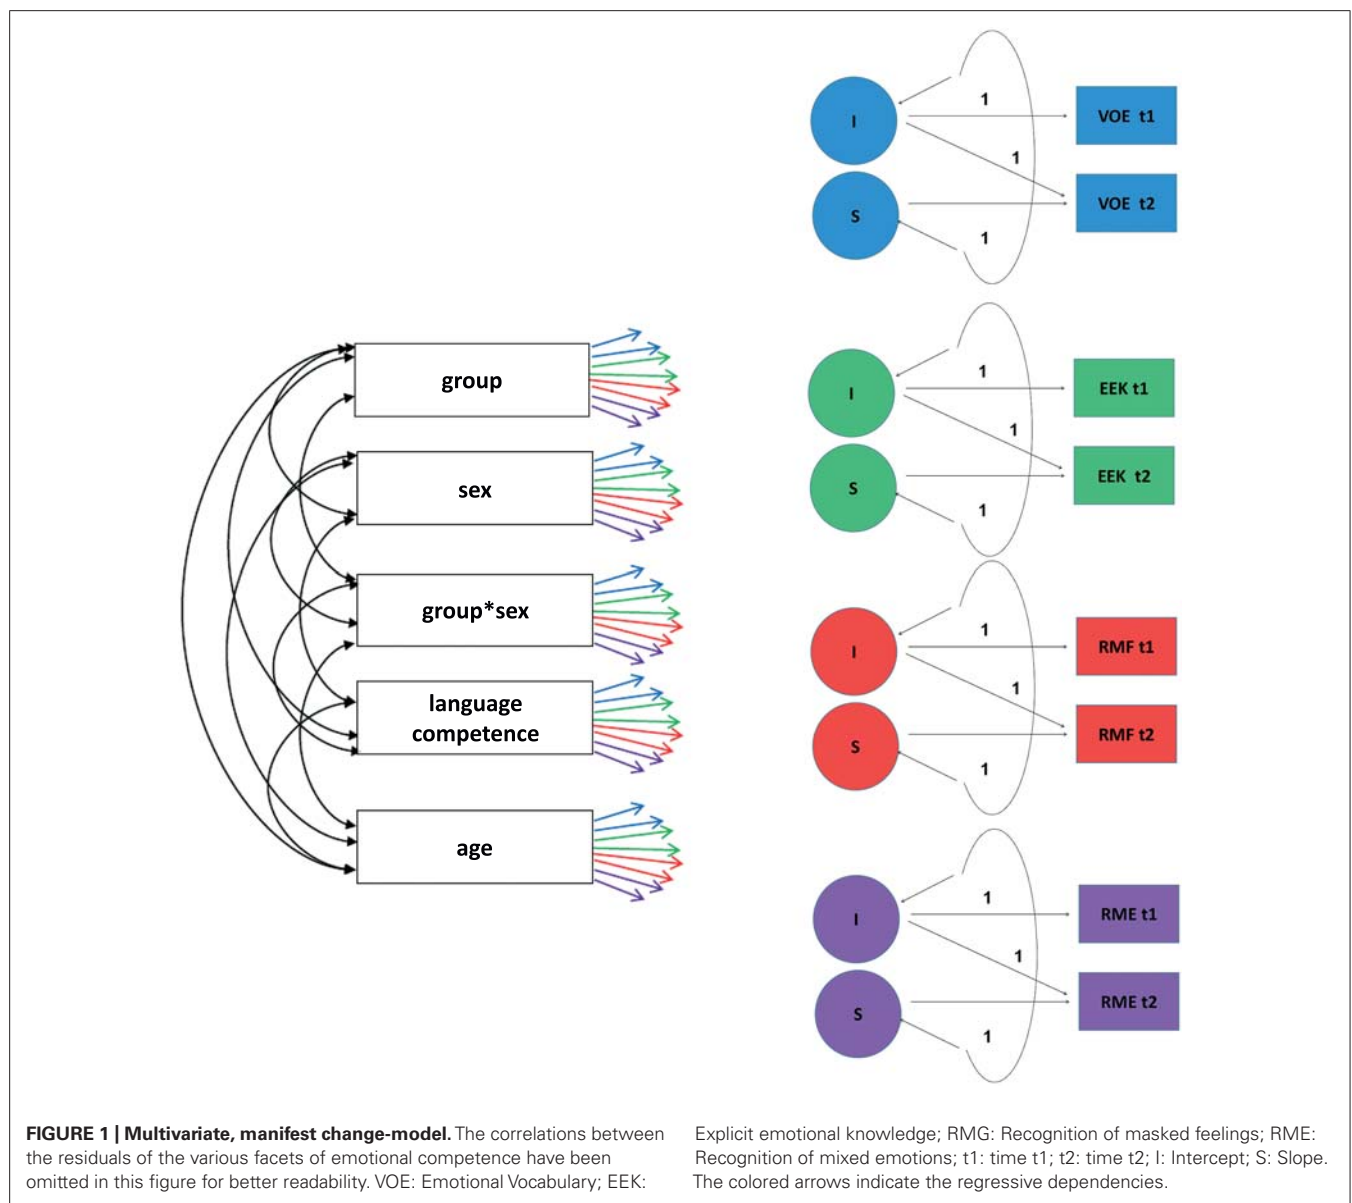 I
1
VOE t1
1
S
VOE t2
1
group
I
1
EEK t1
1
sex
S
EEK t2
1
group*sex
I
1
RMF t1
1
language
competence
S
RMF t2
1
age
I
1
RME t1
1
S
RME t2
1
FIGURE 1 | Multivariate, manifest change-model. The correlations between
the residuals of the various facets of emotional competence have been
omitted in this figure for better readability. VOE: Emotional Vocabulary; EEK:
Explicit emotional knowledge; RMG: Recognition of masked feelings; RME:
Recognition of mixed emotions; t1: time t1; t2: time t2; I: Intercept; S: Slope.
The colored arrows indicate the regressive dependencies.